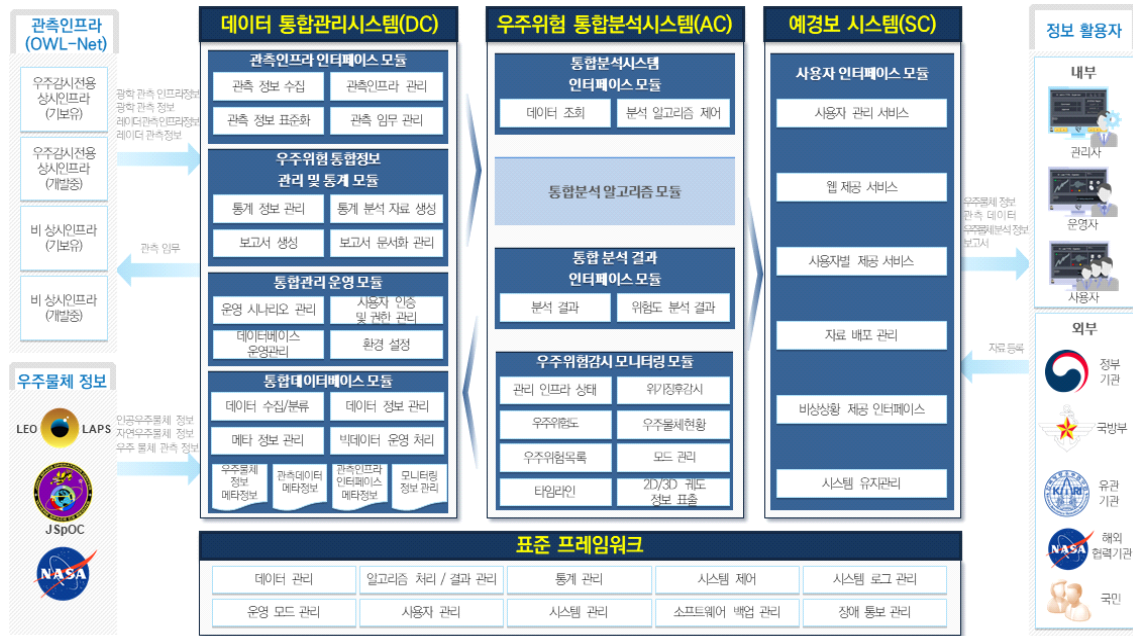 관측인프라
(OWL-Net)
우주감시전용
상시인프라
(기보유)
우주감시전용
상시인프라
(개발중)
비 상시인프라
(기보유)
비 상시인프라
(개발중)
우주물체 정보
LEO
LAPS
JSpOC
NASA
광학 관측 인프라정보
광학 관측 정보
레이더관측인프라정보
레이더 관측정보
관측 임무
인공우주물체 정보
자연우주물체 정보
우주 물체 관측 정보
데이터 통합관리시스템(DC)
관측인프라 인터페이스 모듈
관측 정보 수집
관측인프라 관리
관측 정보 표준화
관측 임무 관리
우주위험 통합정보
관리 및 통계 모듈
통계 정보 관리
통계 분석 자료 생성
보고서 생성
보고서 문서화 관리
통합관리 운영 모듈
운영 시나리오 관리
사용자 인증
및 권한 관리
데이터베이스
운영관리
환경 설정
통합데이터베이스 모듈
데이터 수집/분류
데이터 정보 관리
메타 정보 관리
빅데이터 운영 처리
우주물체
정보
메타정보
관측데이터
메타정보
관측인프라
인터페이스
메타정보
모니터링
정보 관리
우주위험 통합분석시스템(AC)
통합분석시스템
인터페이스 모듈
데이터 조회
분석 알고리즘 제어
통합분석 알고리즘 모듈
통합 분석 결과
인터페이스 모듈
분석 결과
위험도 분석 결과
우주위험감시 모니터링 모듈
관리 인프라 상태
위기징후감시
우주위험도
우주물체현황
우주위험목록
모드 관리
타임라인
2D/3D 궤도
정보 표출
예경보 시스템(SC)
사용자 인터페이스 모듈
사용자 관리 서비스
웹 제공 서비스
사용자별 제공 서비스
자료 배포 관리
비상상황 제공 인터페이스
시스템 유지관리
우주물체 정보
관측 데이터
우주물체분석 정보
보고서
자료 등록
정보 활용자
내부
관리자
운영자
사용자
외부
정부
기관
국방부
KARI
유관
기관
NASA
해외
협력기관
국민
표준 프레임워크
데이터 관리
알고리즘 처리 / 결과 관리
통계 관리
시스템 제어
시스템 로그 관리
운영 모드 관리
사용자 관리
시스템 관리
소프트웨어 백업 관리
장애 통보 관리